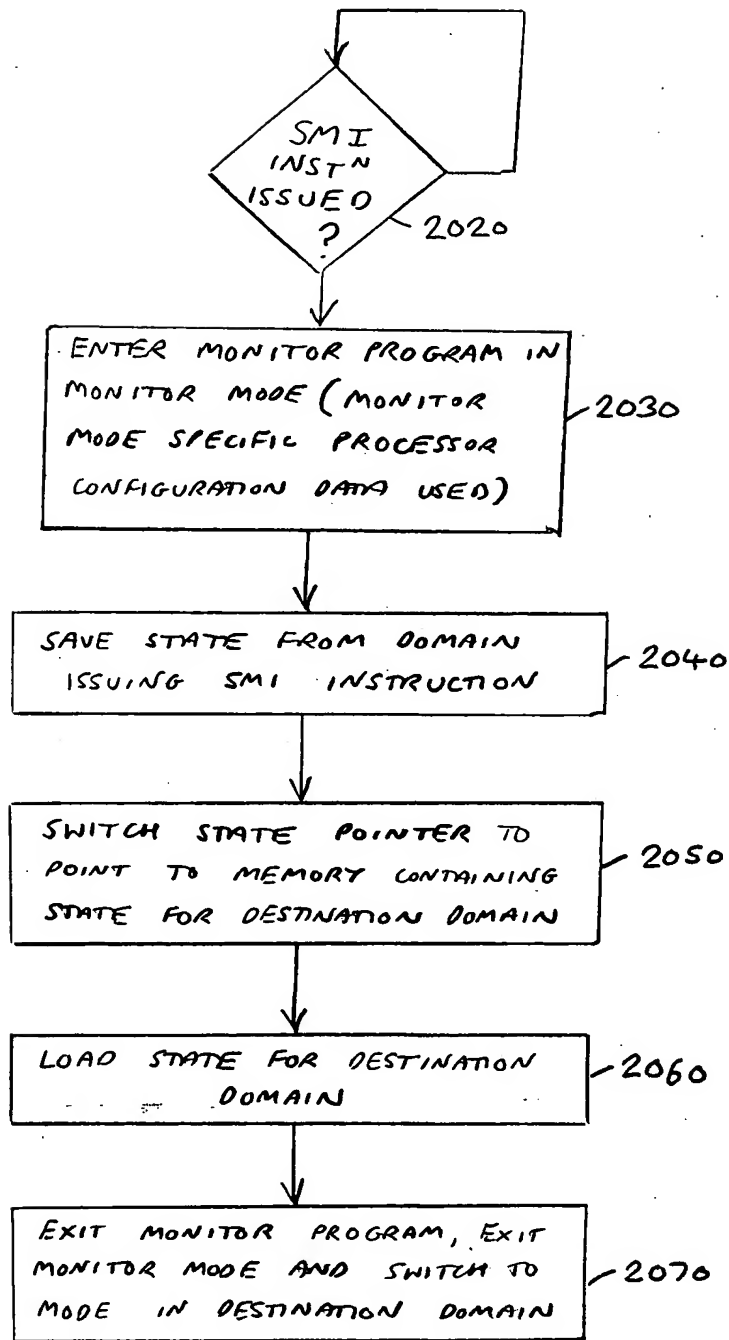 SMI
INSTN
ISSUED
?
2020
ENTER MONITOR PROGRAM IN
MONITOR MODE (MONITOR
MODE SPECIFIC PROCESSOR
CONFIGURATION DATA USED)
2030
SAVE STATE FROM DOMAIN
ISSUING SMI INSTRUCTION
2040
SWITCH STATE POINTER TO
POINT TO MEMORY CONTAINING
STATE FOR DESTINATION DOMAIN
2050
LOAD STATE FOR DESTINATION
DOMAIN
2060
EXIT MONITOR PROGRAM, EXIT
MONITOR MODE AND SWITCH TO
MODE IN DESTINATION DOMAIN
2070